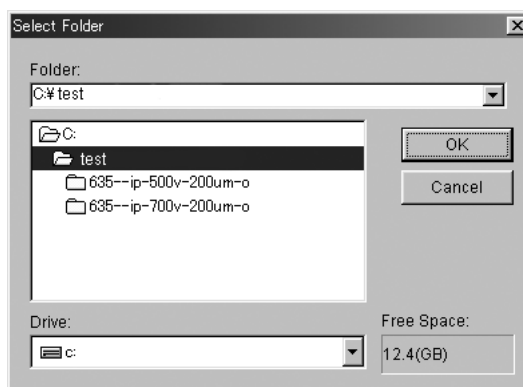 Select Folder
Folder:
C:¥test
C:
test
635--ip-500v-200um-o
635--ip-700v-200um-o
OK
Cancel
Drive:
c:
Free Space:
12.4(GB)